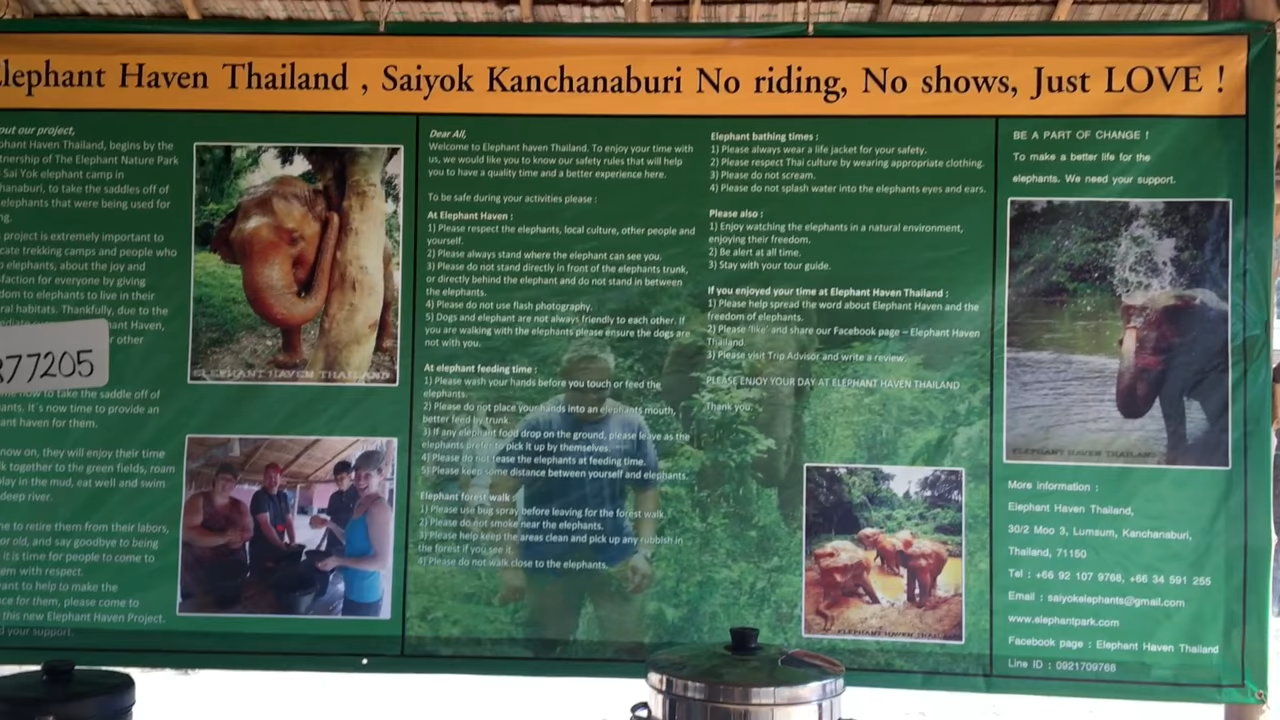 Elephant Haven Thailand , Saiyok Kanchanaburi No riding, No shows, Just LOVE !
out our project,
phant Haven Thailand, begins by the
tnership of The Elephant Nature Park
Sai Yok elephant camp in
hanaburi, to take the saddles off of
elephants that were being used for
ng.
project is extremely important to
cate trekking camps and people who
elephants, about the joy and
faction for everyone by giving
dom to elephants to live in their
ral habitats. Thankfully, due to the
ant Haven,
r other
77205
now to take the saddle off of
ants. It's now time to provide an
ant haven for them.
now on, they will enjoy their time
k together to the green fields, roam
lay in the mud, eat well and swim
deep river.
me to retire them from their labors,
or old, and say goodbye to being
it is time for people to come to
em with respect.
ant to help to make the
ce for them, please come to
this new Elephant Haven Project.
d your support.
ELEPHANT HAVEN THAILAND
Dear All,
Welcome to Elephant haven Thailand. To enjoy your time with
us, we would like you to know our safety rules that will help
you to have a quality time and a better experience here.
To be safe during your activities please :
At Elephant Haven :
1) Please respect the elephants, local culture, other people and
yourself.
2) Please always stand where the elephant can see you.
3) Please do not stand directly in front of the elephants trunk,
or directly behind the elephant and do not stand in between
the elephants.
4) Please do not use flash photography.
5) Dogs and elephant are not always friendly to each other. If
you are walking with the elephants please ensure the dogs are
not with you.
At elephant feeding time :
1) Please wash your hands before you touch or feed the
elephants.
2) Please do not place your hands into an elephants mouth,
better feed by trunk.
3) If any elephant food drop on the ground, please leave as the
elephants prefer to pick it up by themselves.
4) Please do not tease the elephants at feeding time.
5) Please keep some distance between yourself and elephants.
Elephant forest walk :
1) Please use bug spray before leaving for the forest walk.
2) Please do not smoke near the elephants.
3) Please help keep the areas clean and pick up any rubbish in
the forest if you see it.
4) Please do not walk close to the elephants.
Elephant bathing times :
1) Please always wear a life jacket for your safety.
2) Please respect Thai culture by wearing appropriate clothing.
3) Please do not scream.
4) Please do not splash water into the elephants eyes and ears.
Please also :
1) Enjoy watching the elephants in a natural environment,
enjoying their freedom.
2) Be alert at all time.
3) Stay with your tour guide.
If you enjoyed your time at Elephant Haven Thailand :
1) Please help spread the word about Elephant Haven and the
freedom of elephants.
2) Please 'like' and share our Facebook page – Elephant Haven
Thailand.
3) Please visit Trip Advisor and write a review.
PLEASE ENJOY YOUR DAY AT ELEPHANT HAVEN THAILAND
Thank you.
ELEPHANT HAVEN THAILAND
BE A PART OF CHANGE !
To make a better life for the
elephants. We need your support.
ELEPHANT HAVEN THAILAND
More information :
Elephant Haven Thailand,
30/2 Moo 3, Lumsum, Kanchanaburi,
Thailand, 71150
Tel : +66 92 107 9768, +66 34 591 255
Email : saiyokelephants@gmail.com
www.elephantpark.com
Facebook page : Elephant Haven Thailand
Line ID : 0921709768